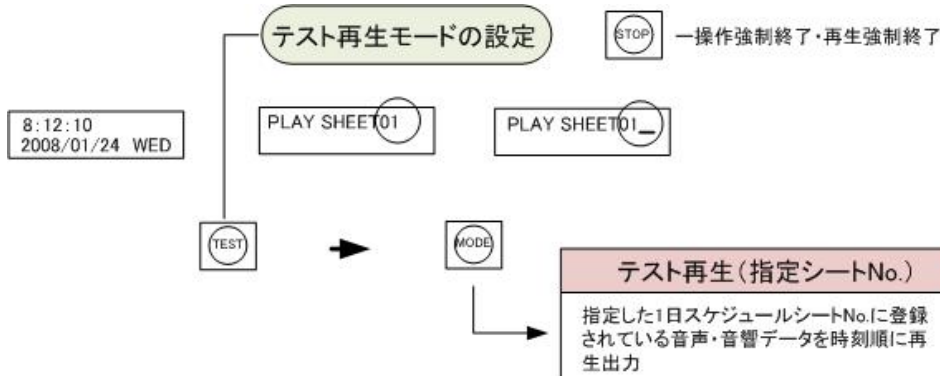 テスト再生モードの設定
STOP
ー操作強制終了・再生強制終了
8:12:10
2008/01/24 WED
PLAY SHEET01
PLAY SHEET01_
TEST
MODE
テスト再生（指定シートNo.）
指定した1日スケジュールシートNo.に登録
されている音声・音響データを時刻順に再
生出力